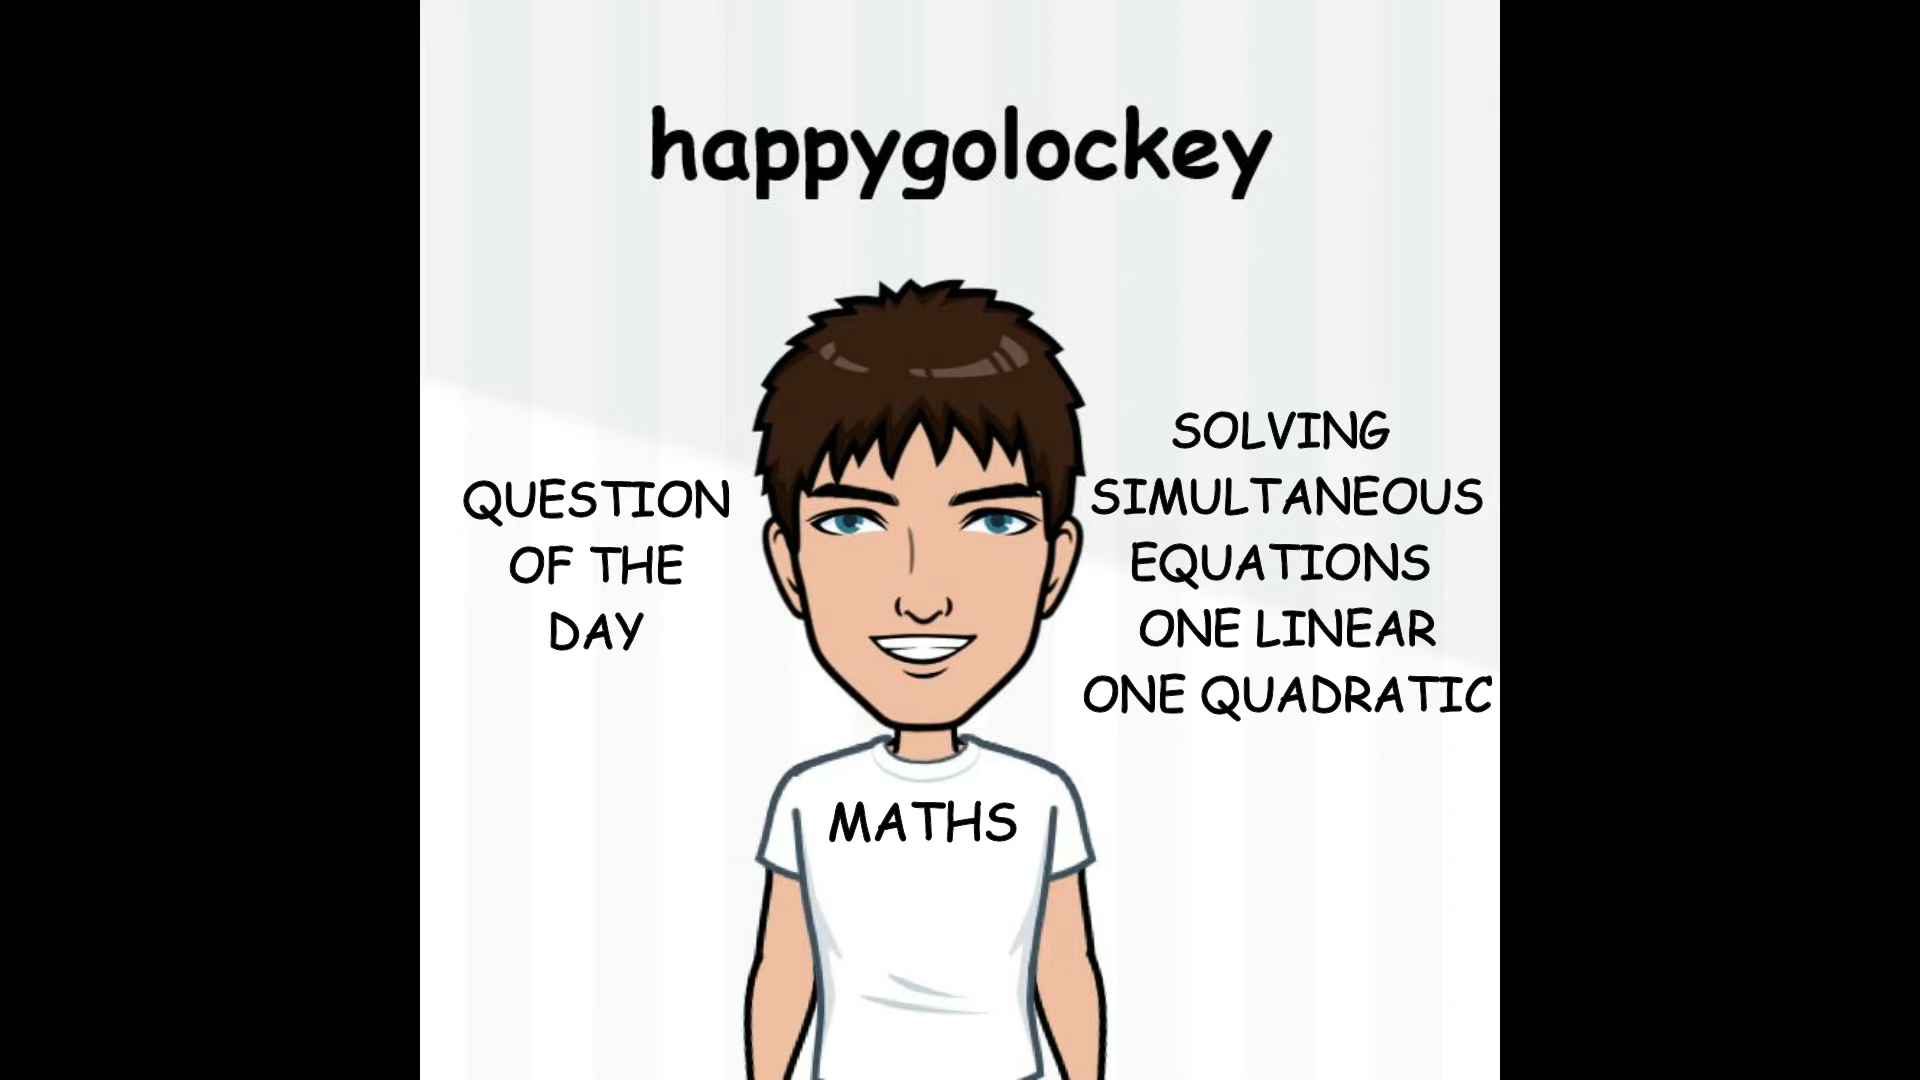 happygolockey
QUESTION
OF THE
DAY
SOLVING
SIMULTANEOUS
EQUATIONS
ONE LINEAR
ONE QUADRATIC
MATHS